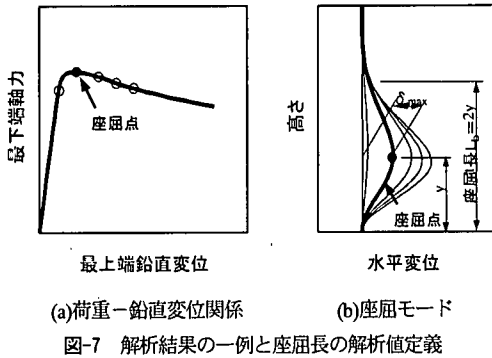 最下端軸力
座屈点
最上端鉛直変位
(a)荷重－鉛直変位関係
高さ
δmax
座屈長Lb＝2y
y
座屈点
水平変位
(b)座屈モード
図-7 解析結果の一例と座屈長の解析値定義